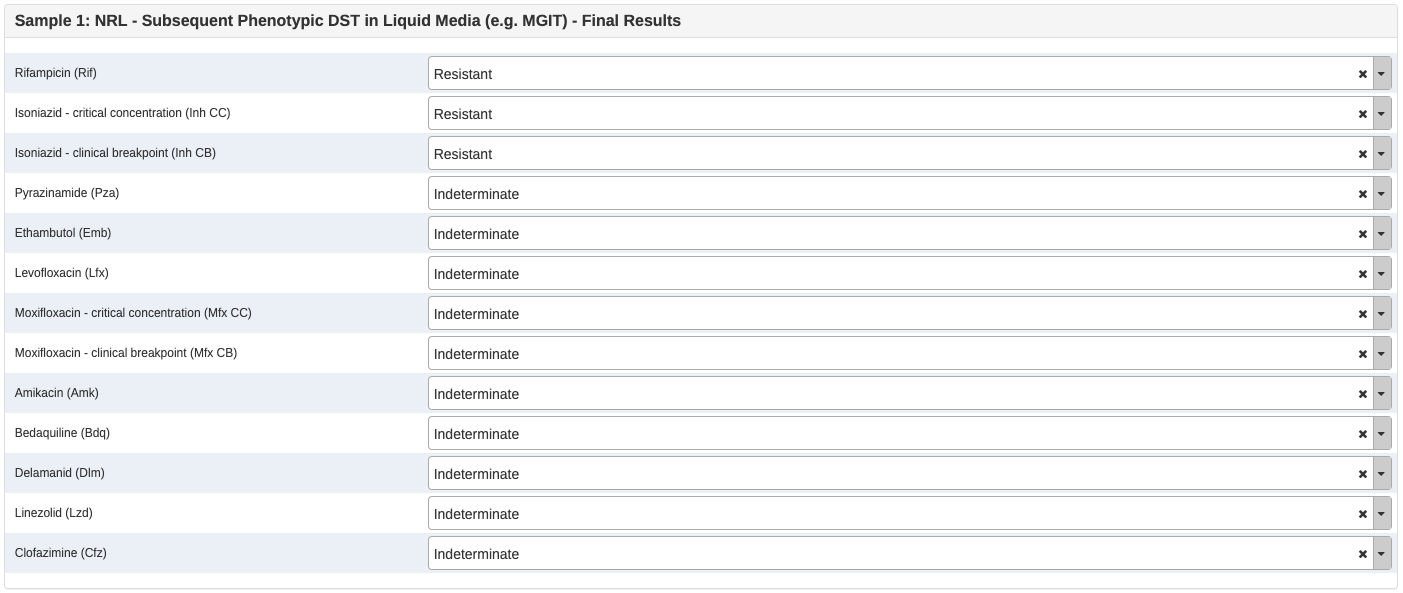 Sample 1: NRL - Subsequent Phenotypic DST in Liquid Media (e.g. MGIT) - Final Results
Rifampicin (Rif) Resistant
Isoniazid - critical concentration (Inh CC) Resistant
Isoniazid - clinical breakpoint (Inh CB) Resistant
Pyrazinamide (Pza) Indeterminate
Ethambutol (Emb) Indeterminate
Levofloxacin (Lfx) Indeterminate
Moxifloxacin - critical concentration (Mfx CC) Indeterminate
Moxifloxacin - clinical breakpoint (Mfx CB) Indeterminate
Amikacin (Amk) Indeterminate
Bedaquiline (Bdq) Indeterminate
Delamanid (Dlm) Indeterminate
Linezolid (Lzd) Indeterminate
Clofazimine (Cfz) Indeterminate